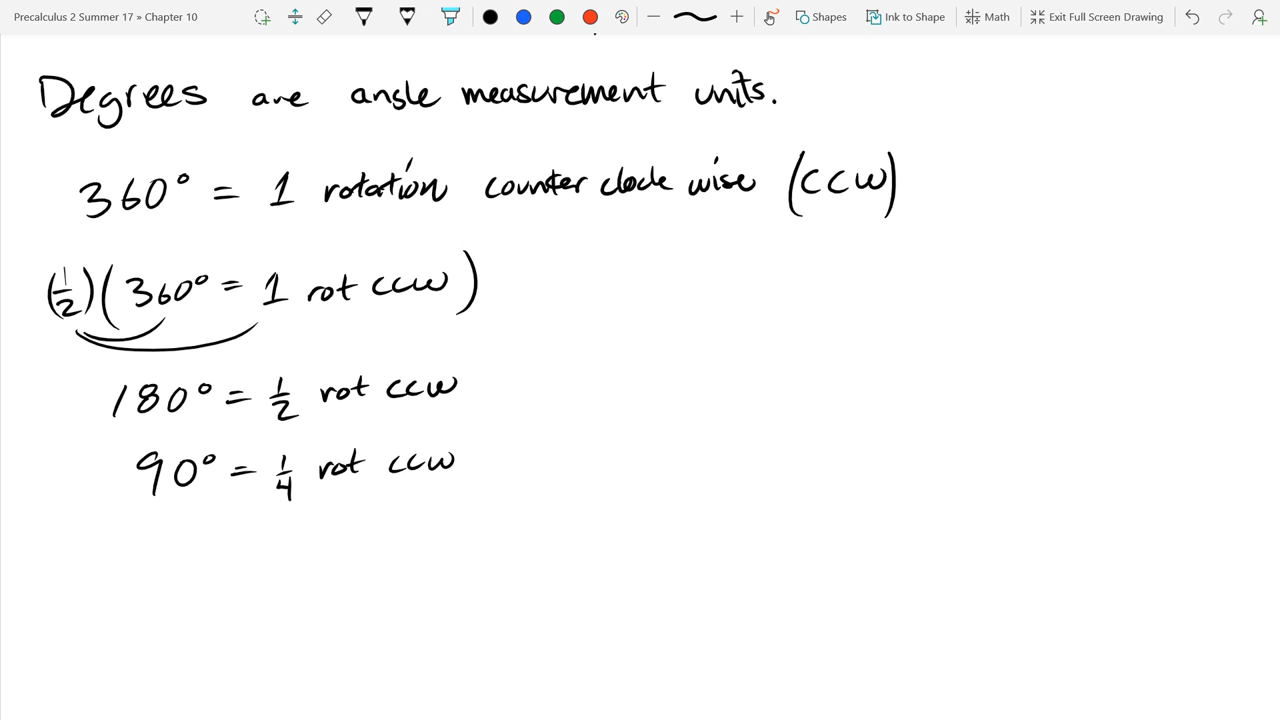 Precalculus 2 Summer 17 » Chapter 10 Shapes Ink to Shape Math Exit Full Screen Drawing
Degrees are angle measurement units.
360° = 1 rotation counter clock wise (CCW)
(1/2)(360° = 1 rot CCW)
180° = 1/2 rot CCW
90° = 1/4 rot CCW